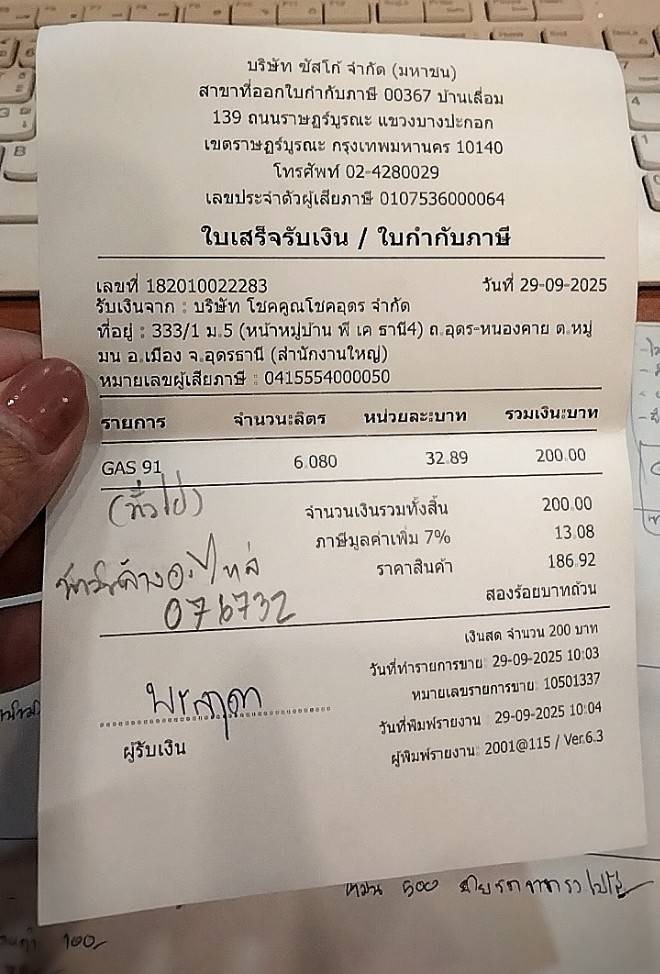 บริษัท ซัสโก้ จำกัด (มหาชน)
สาขาที่ออกใบกำกับภาษี 00367 บ้านเลื่อม
139 ถนนราษฎร์บูรณะ แขวงบางปะกอก
เขตราษฎร์บูรณะ กรุงเทพมหานคร 10140
โทรศัพท์ 02-4280029
เลขประจำตัวผู้เสียภาษี 0107536000064
ใบเสร็จรับเงิน / ใบกำกับภาษี
เลขที่ 182010022283 วันที่ 29-09-2025
รับเงินจาก : บริษัท โชคคูณโชคอุดร จำกัด
ที่อยู่ : 333/1 ม.5 (หน้าหมู่บ้าน พี เค ธานี4) ถ.อุดร-หนองคาย ต.หมู
มน อ.เมือง จ.อุดรธานี (สำนักงานใหญ่)
หมายเลขผู้เสียภาษี : 0415554000050
รายการ จำนวน:ลิตร หน่วยละ:บาท รวมเงิน:บาท
GAS 91 6.080 32.89 200.00
(ทั่วไป)
จำนวนเงินรวมทั้งสิ้น 200.00
ภาษีมูลค่าเพิ่ม 7% 13.08
ราคาสินค้า 186.92
น้ำมันล้างอะไหล่
076732
สองร้อยบาทถ้วน
เงินสด จำนวน 200 บาท
วันที่ทำรายการขาย: 29-09-2025 10:03
หมายเลขรายการขาย: 10501337
วันที่พิมพ์รายงาน : 29-09-2025 10:04
ผู้พิมพ์รายงาน: 2001@115 / Ver.6.3
ผู้รับเงิน
500
100